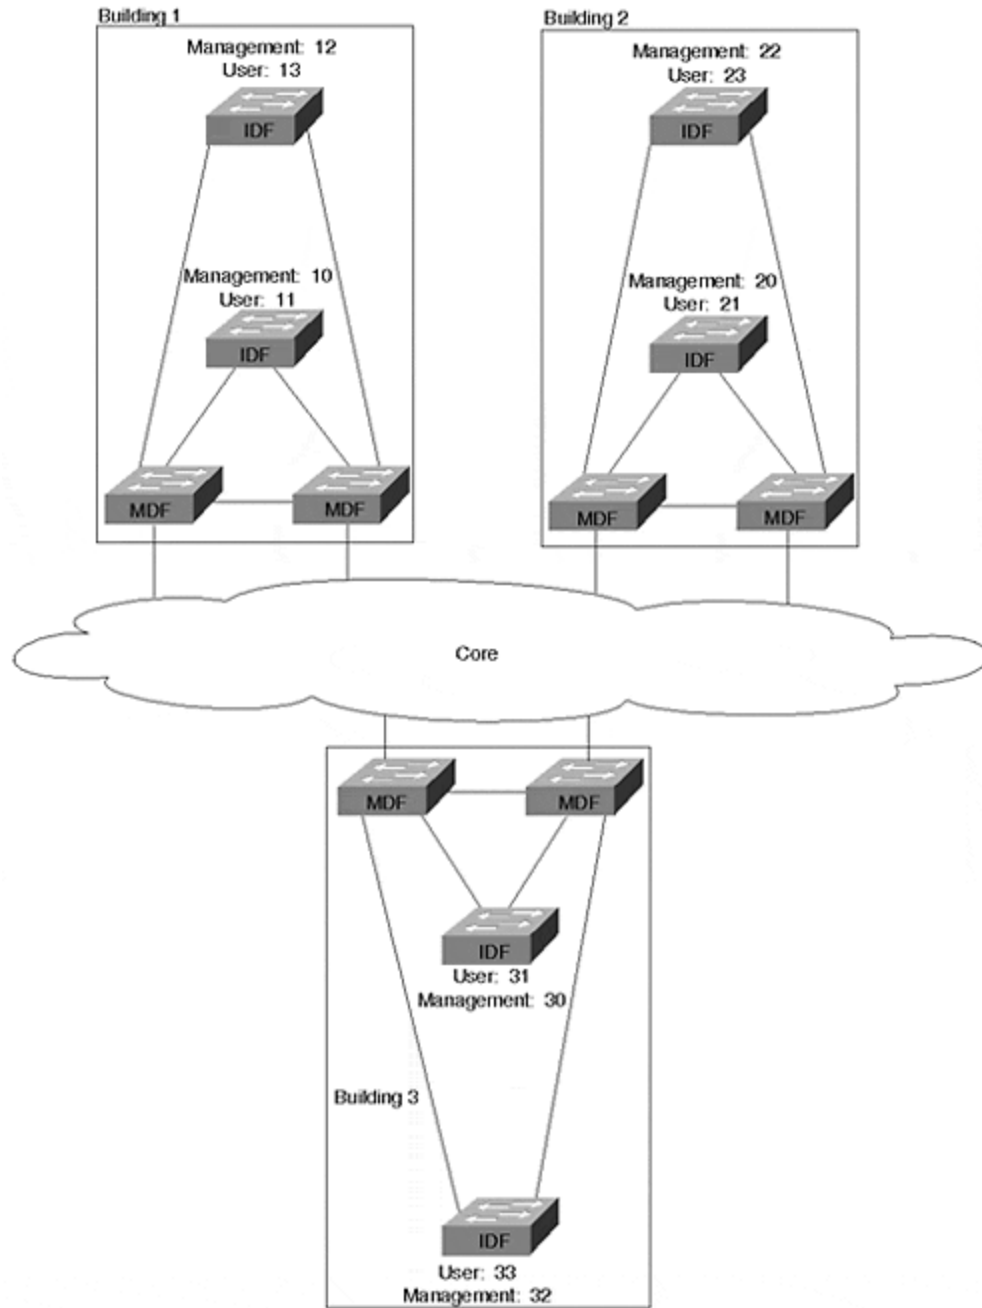 Building 1
Management: 12
User: 13
IDF
Management: 10
User: 11
IDF
MDF
MDF
Building 2
Management: 22
User: 23
IDF
Management: 20
User: 21
IDF
MDF
MDF
Core
MDF
MDF
IDF
User: 31
Management: 30
Building 3
IDF
User: 33
Management: 32